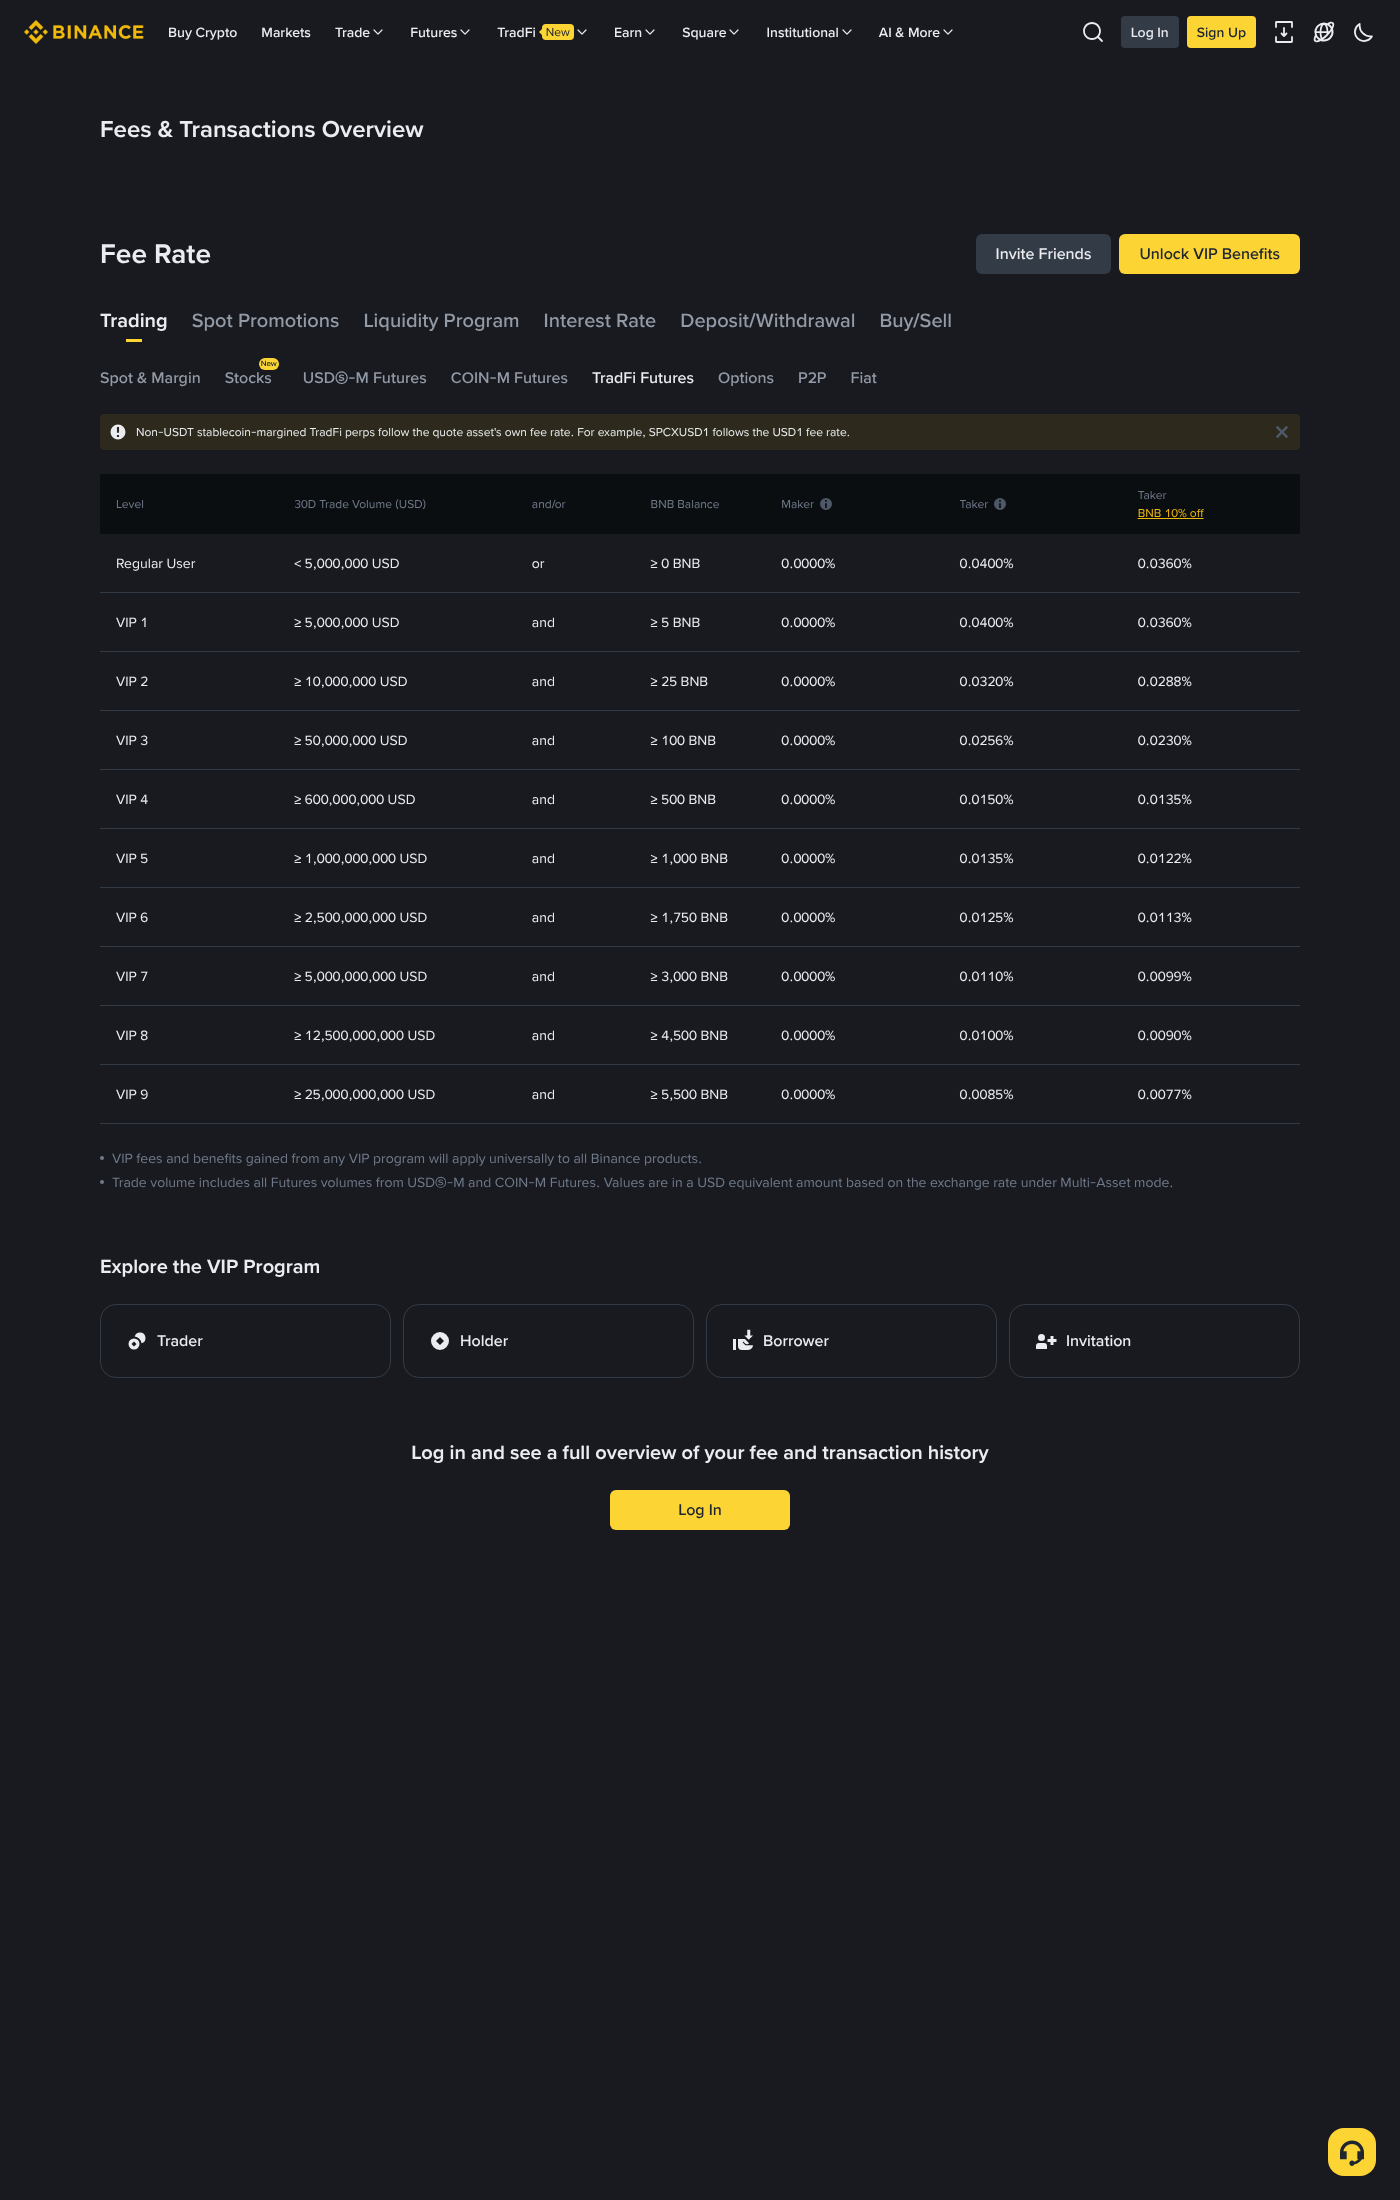 BINANCE Buy Crypto Markets Trade Futures TradFi New Earn Square Institutional AI & More Log In Sign Up
Fees & Transactions Overview
Fee Rate Invite Friends Unlock VIP Benefits
Trading Spot Promotions Liquidity Program Interest Rate Deposit/Withdrawal Buy/Sell
Spot & Margin Stocks New USDⓈ-M Futures COIN-M Futures TradFi Futures Options P2P Fiat
Non-USDT stablecoin-margined TradFi perps follow the quote asset's own fee rate. For example, SPCXUSD1 follows the USD1 fee rate.
Level 30D Trade Volume (USD) and/or BNB Balance Maker Taker Taker
BNB 10% off
Regular User < 5,000,000 USD or ≥ 0 BNB 0.0000% 0.0400% 0.0360%
VIP 1 ≥ 5,000,000 USD and ≥ 5 BNB 0.0000% 0.0400% 0.0360%
VIP 2 ≥ 10,000,000 USD and ≥ 25 BNB 0.0000% 0.0320% 0.0288%
VIP 3 ≥ 50,000,000 USD and ≥ 100 BNB 0.0000% 0.0256% 0.0230%
VIP 4 ≥ 600,000,000 USD and ≥ 500 BNB 0.0000% 0.0150% 0.0135%
VIP 5 ≥ 1,000,000,000 USD and ≥ 1,000 BNB 0.0000% 0.0135% 0.0122%
VIP 6 ≥ 2,500,000,000 USD and ≥ 1,750 BNB 0.0000% 0.0125% 0.0113%
VIP 7 ≥ 5,000,000,000 USD and ≥ 3,000 BNB 0.0000% 0.0110% 0.0099%
VIP 8 ≥ 12,500,000,000 USD and ≥ 4,500 BNB 0.0000% 0.0100% 0.0090%
VIP 9 ≥ 25,000,000,000 USD and ≥ 5,500 BNB 0.0000% 0.0085% 0.0077%
• VIP fees and benefits gained from any VIP program will apply universally to all Binance products.
• Trade volume includes all Futures volumes from USDⓈ-M and COIN-M Futures. Values are in a USD equivalent amount based on the exchange rate under Multi-Asset mode.
Explore the VIP Program
Trader Holder Borrower Invitation
Log in and see a full overview of your fee and transaction history
Log In